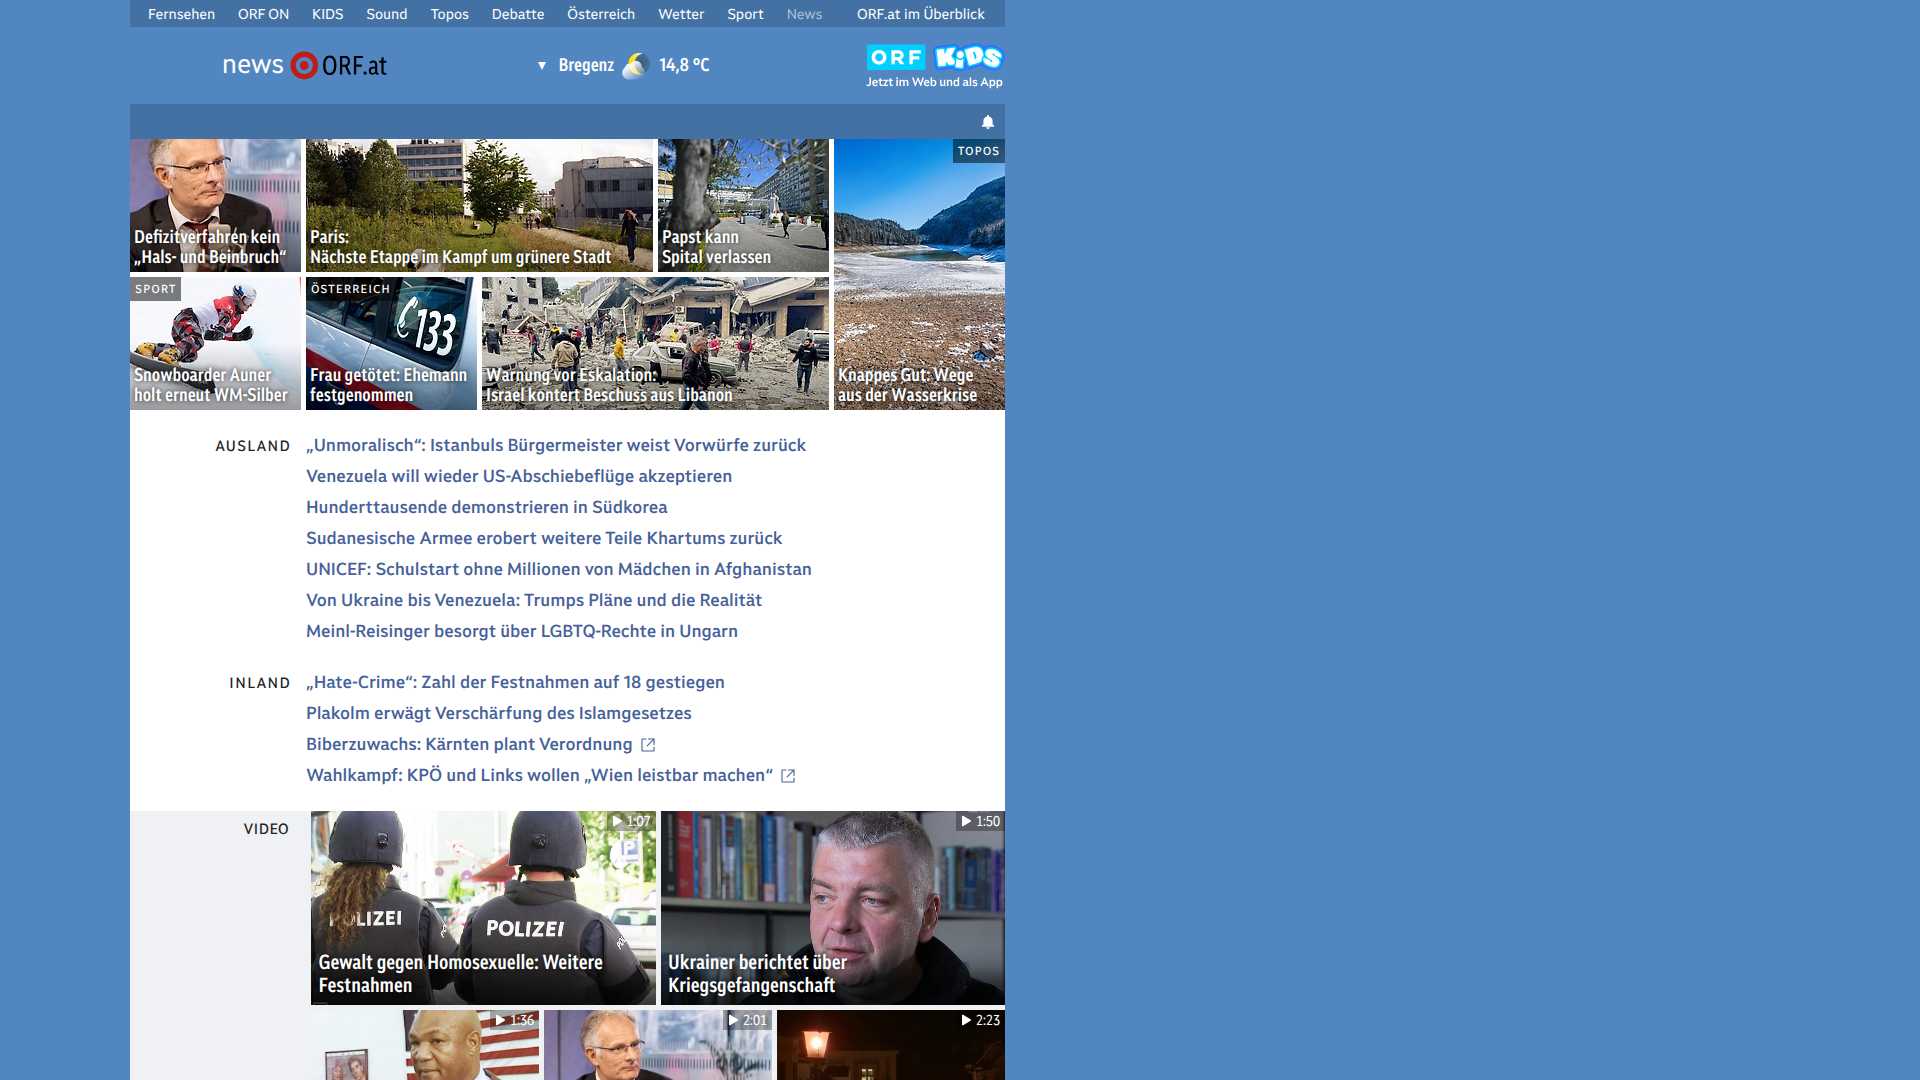 Fernsehen ORF ON KIDS Sound Topos Debatte Österreich Wetter Sport News ORF.at im Überblick
news ORF.at
Bregenz 14,8 °C
ORF KiDS
Jetzt im Web und als App
Defizitverfahren kein
„Hals- und Beinbruch“
Paris:
Nächste Etappe im Kampf um grünere Stadt
Papst kann
Spital verlassen
TOPOS
Knappes Gut: Wege
aus der Wasserkrise
SPORT
Snowboarder Auner
holt erneut WM-Silber
ÖSTERREICH
133
Frau getötet: Ehemann
festgenommen
Warnung vor Eskalation:
Israel kontert Beschuss aus Libanon
AUSLAND
„Unmoralisch“: Istanbuls Bürgermeister weist Vorwürfe zurück
Venezuela will wieder US-Abschiebeflüge akzeptieren
Hunderttausende demonstrieren in Südkorea
Sudanesische Armee erobert weitere Teile Khartums zurück
UNICEF: Schulstart ohne Millionen von Mädchen in Afghanistan
Von Ukraine bis Venezuela: Trumps Pläne und die Realität
Meinl-Reisinger besorgt über LGBTQ-Rechte in Ungarn
INLAND
„Hate-Crime“: Zahl der Festnahmen auf 18 gestiegen
Plakolm erwägt Verschärfung des Islamgesetzes
Biberzuwachs: Kärnten plant Verordnung
Wahlkampf: KPÖ und Links wollen „Wien leistbar machen“
VIDEO
1:07
POLIZEI
POLIZEI
Gewalt gegen Homosexuelle: Weitere
Festnahmen
1:50
Ukrainer berichtet über
Kriegsgefangenschaft
1:36
2:01
2:23